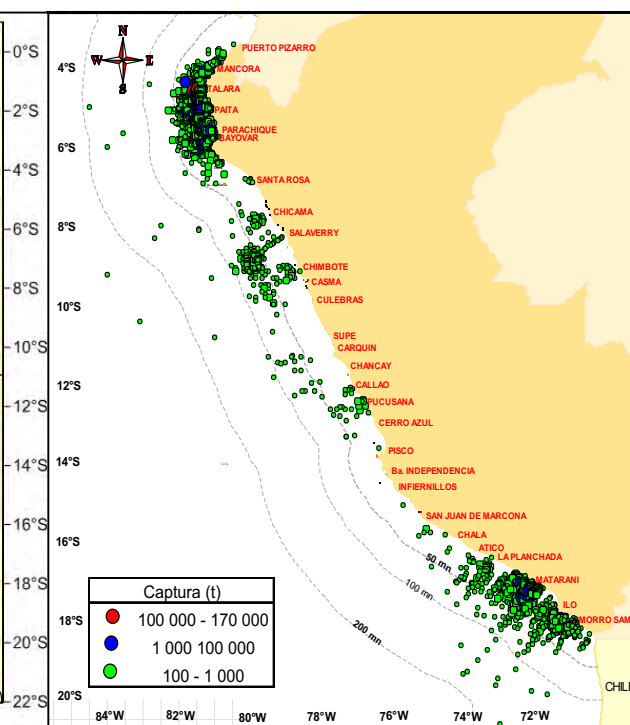 N
W L
S
0°S
2°S
4°S
6°S
8°S
10°S
12°S
14°S
16°S
18°S
20°S
22°S
4°S
6°S
8°S
10°S
12°S
14°S
16°S
18°S
20°S
PUERTO PIZARRO
MANCORA
TALARA
PAITA
PARACHIQUE
BAYOVAR
SANTA ROSA
CHICAMA
SALAVERRY
CHIMBOTE
CASMA
CULEBRAS
SUPE
CARQUIN
CHANCAY
CALLAO
PUCUSANA
CERRO AZUL
PISCO
Ba. INDEPENDENCIA
INFIERNILLOS
SAN JUAN DE MARCONA
CHALA
ATICO
LA PLANCHADA
MATARANI
ILO
MORRO SAM
50 mn
100 mn
200 mn
Captura (t)
100 000 - 170 000
1 000 100 000
100 - 1 000
CHIL
84°W 82°W 80°W 78°W 76°W 74°W 72°W